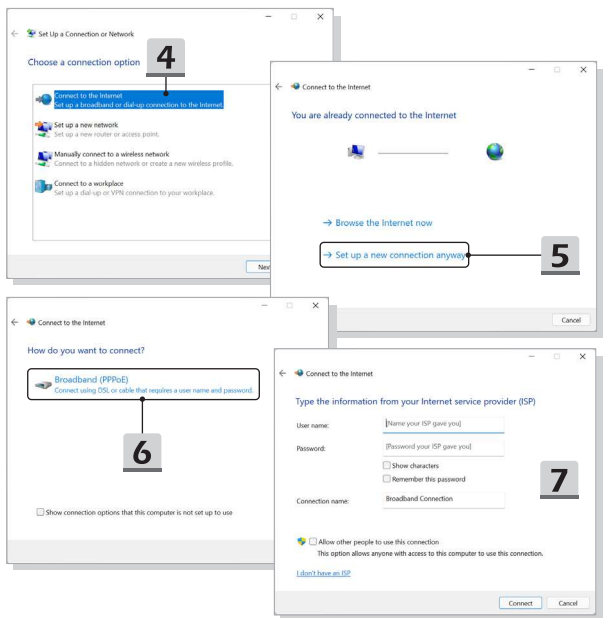 Set Up a Connection or Network
Choose a connection option
4
Connect to the Internet
Set up a broadband or dial-up connection to the Internet.
Set up a new network
Set up a new router or access point.
Manually connect to a wireless network
Connect to a hidden network or create a new wireless profile.
Connect to a workplace
Set up a dial-up or VPN connection to your workplace.
Connect to the Internet
You are already connected to the Internet
→ Browse the Internet now
→ Set up a new connection anyway
5
Cancel
Connect to the Internet
How do you want to connect?
Broadband (PPPoE)
Connect using DSL or cable that requires a user name and password.
6
Show connection options that this computer is not set up to use
Connect to the Internet
Type the information from your Internet service provider (ISP)
User name: [Name your ISP gave you]
Password: [Password your ISP gave you]
Show characters
Remember this password
7
Connection name: Broadband Connection
Allow other people to use this connection
This option allows anyone with access to this computer to use this connection.
I don't have an ISP
Connect Cancel